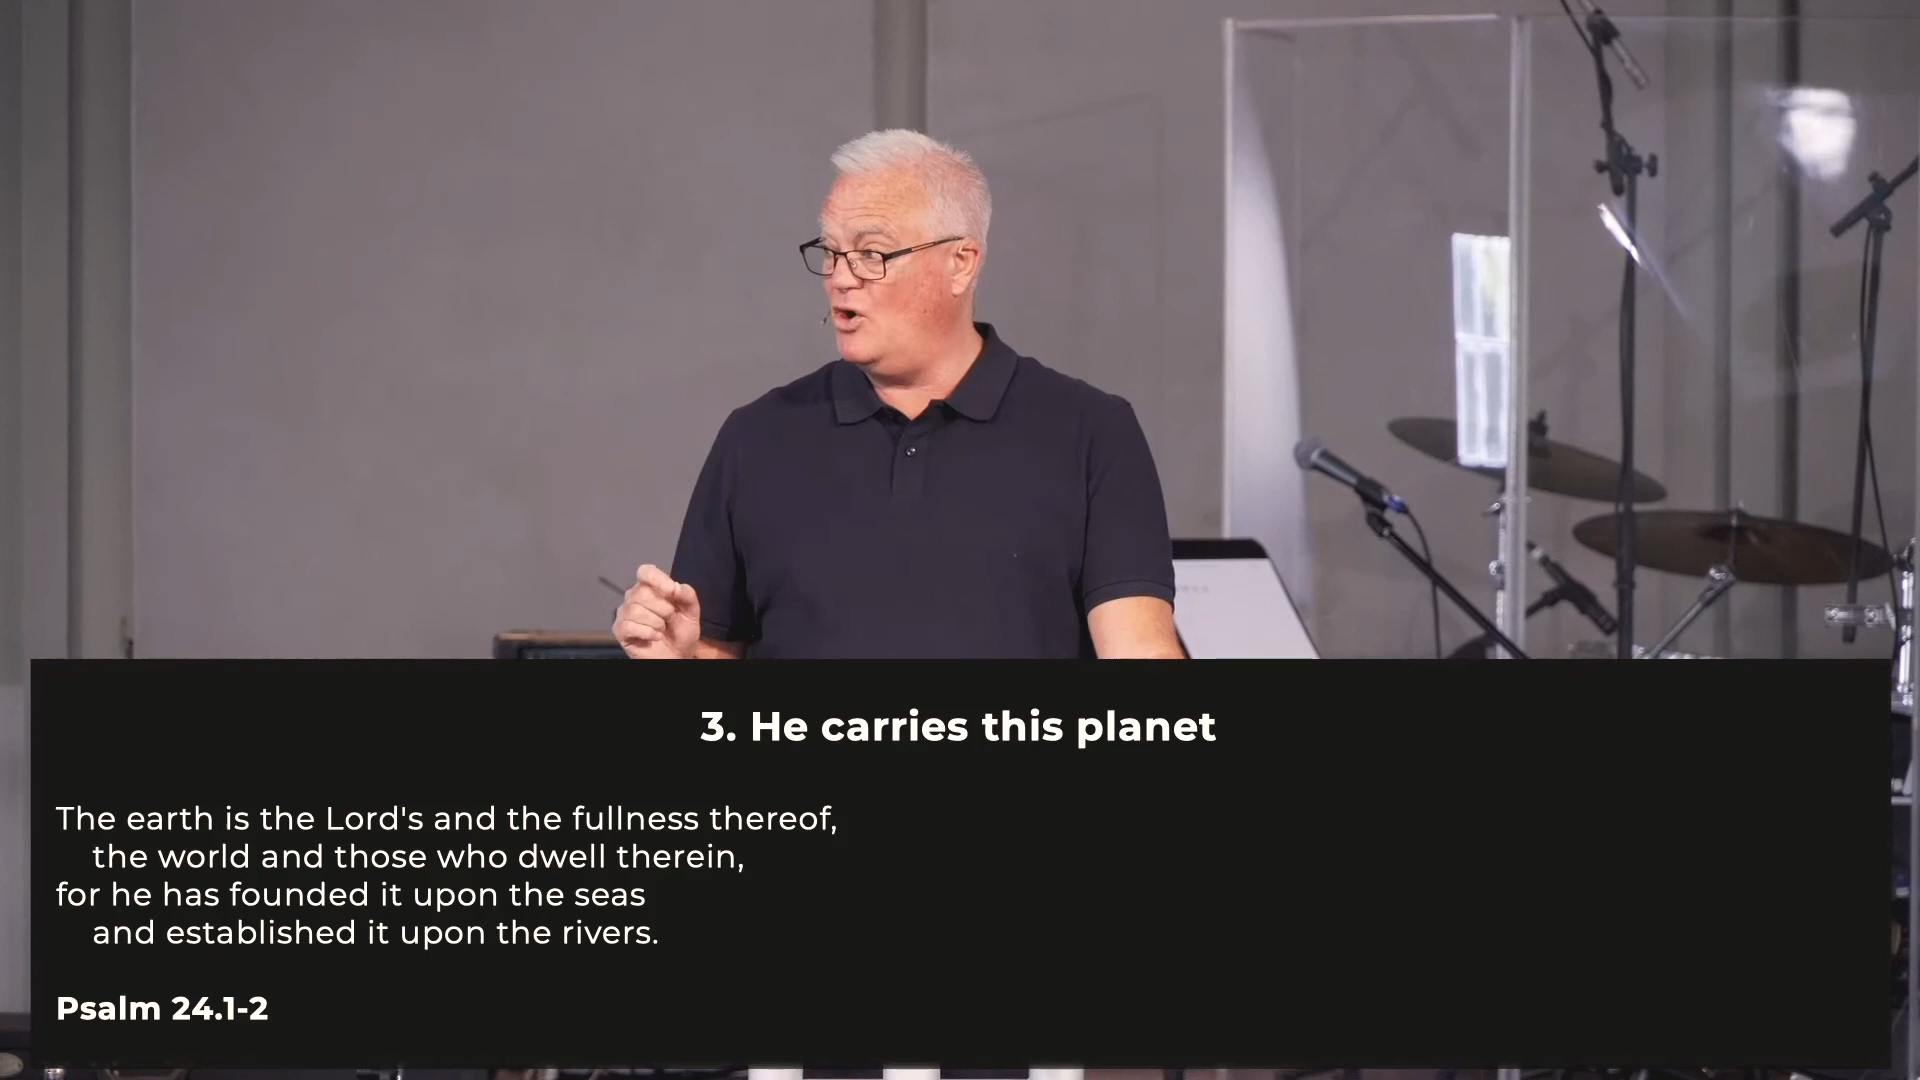 3. He carries this planet
The earth is the Lord's and the fullness thereof,
the world and those who dwell therein,
for he has founded it upon the seas
and established it upon the rivers.
Psalm 24.1-2